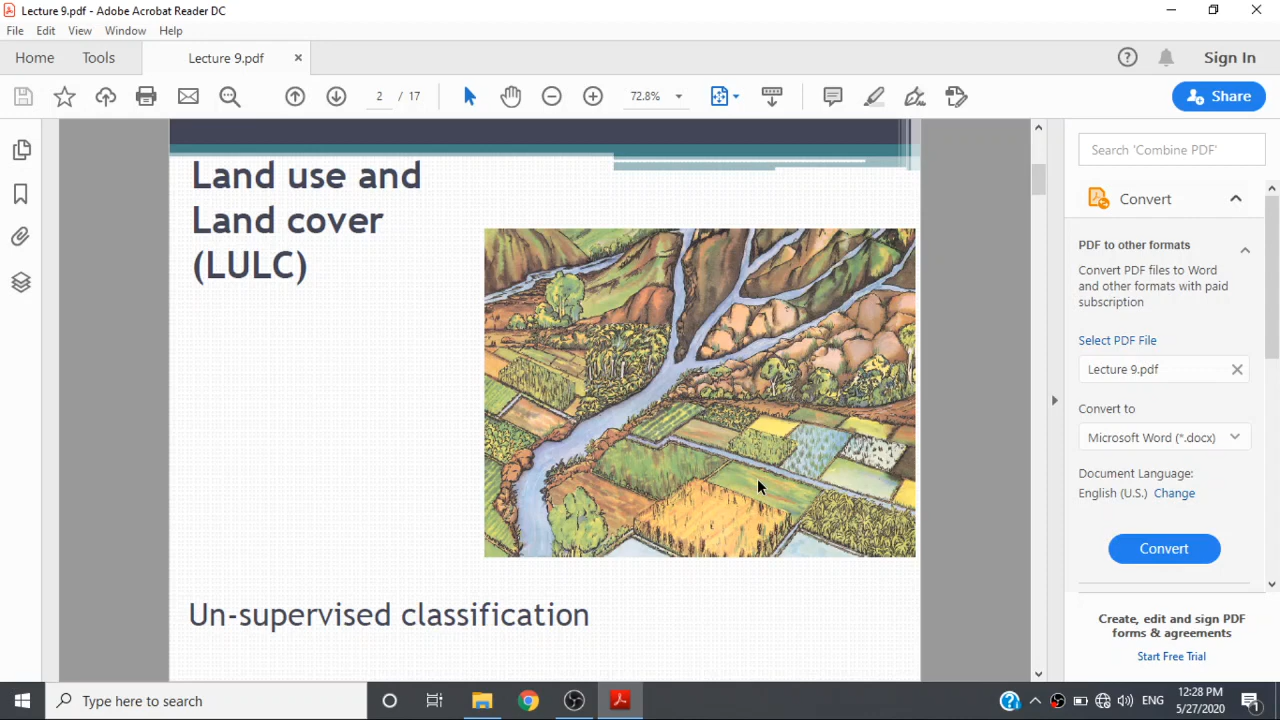 Lecture 9.pdf - Adobe Acrobat Reader DC
File Edit View Window Help
Home Tools Lecture 9.pdf Sign In
2 / 17 72.8% Share
Land use and
Land cover
(LULC)
Un-supervised classification
Search 'Combine PDF'
Convert
PDF to other formats
Convert PDF files to Word
and other formats with paid
subscription
Select PDF File
Lecture 9.pdf
Convert to
Microsoft Word (*.docx)
Document Language:
English (U.S.) Change
Convert
Create, edit and sign PDF
forms & agreements
Start Free Trial
Type here to search
ENG
12:28 PM
5/27/2020
1